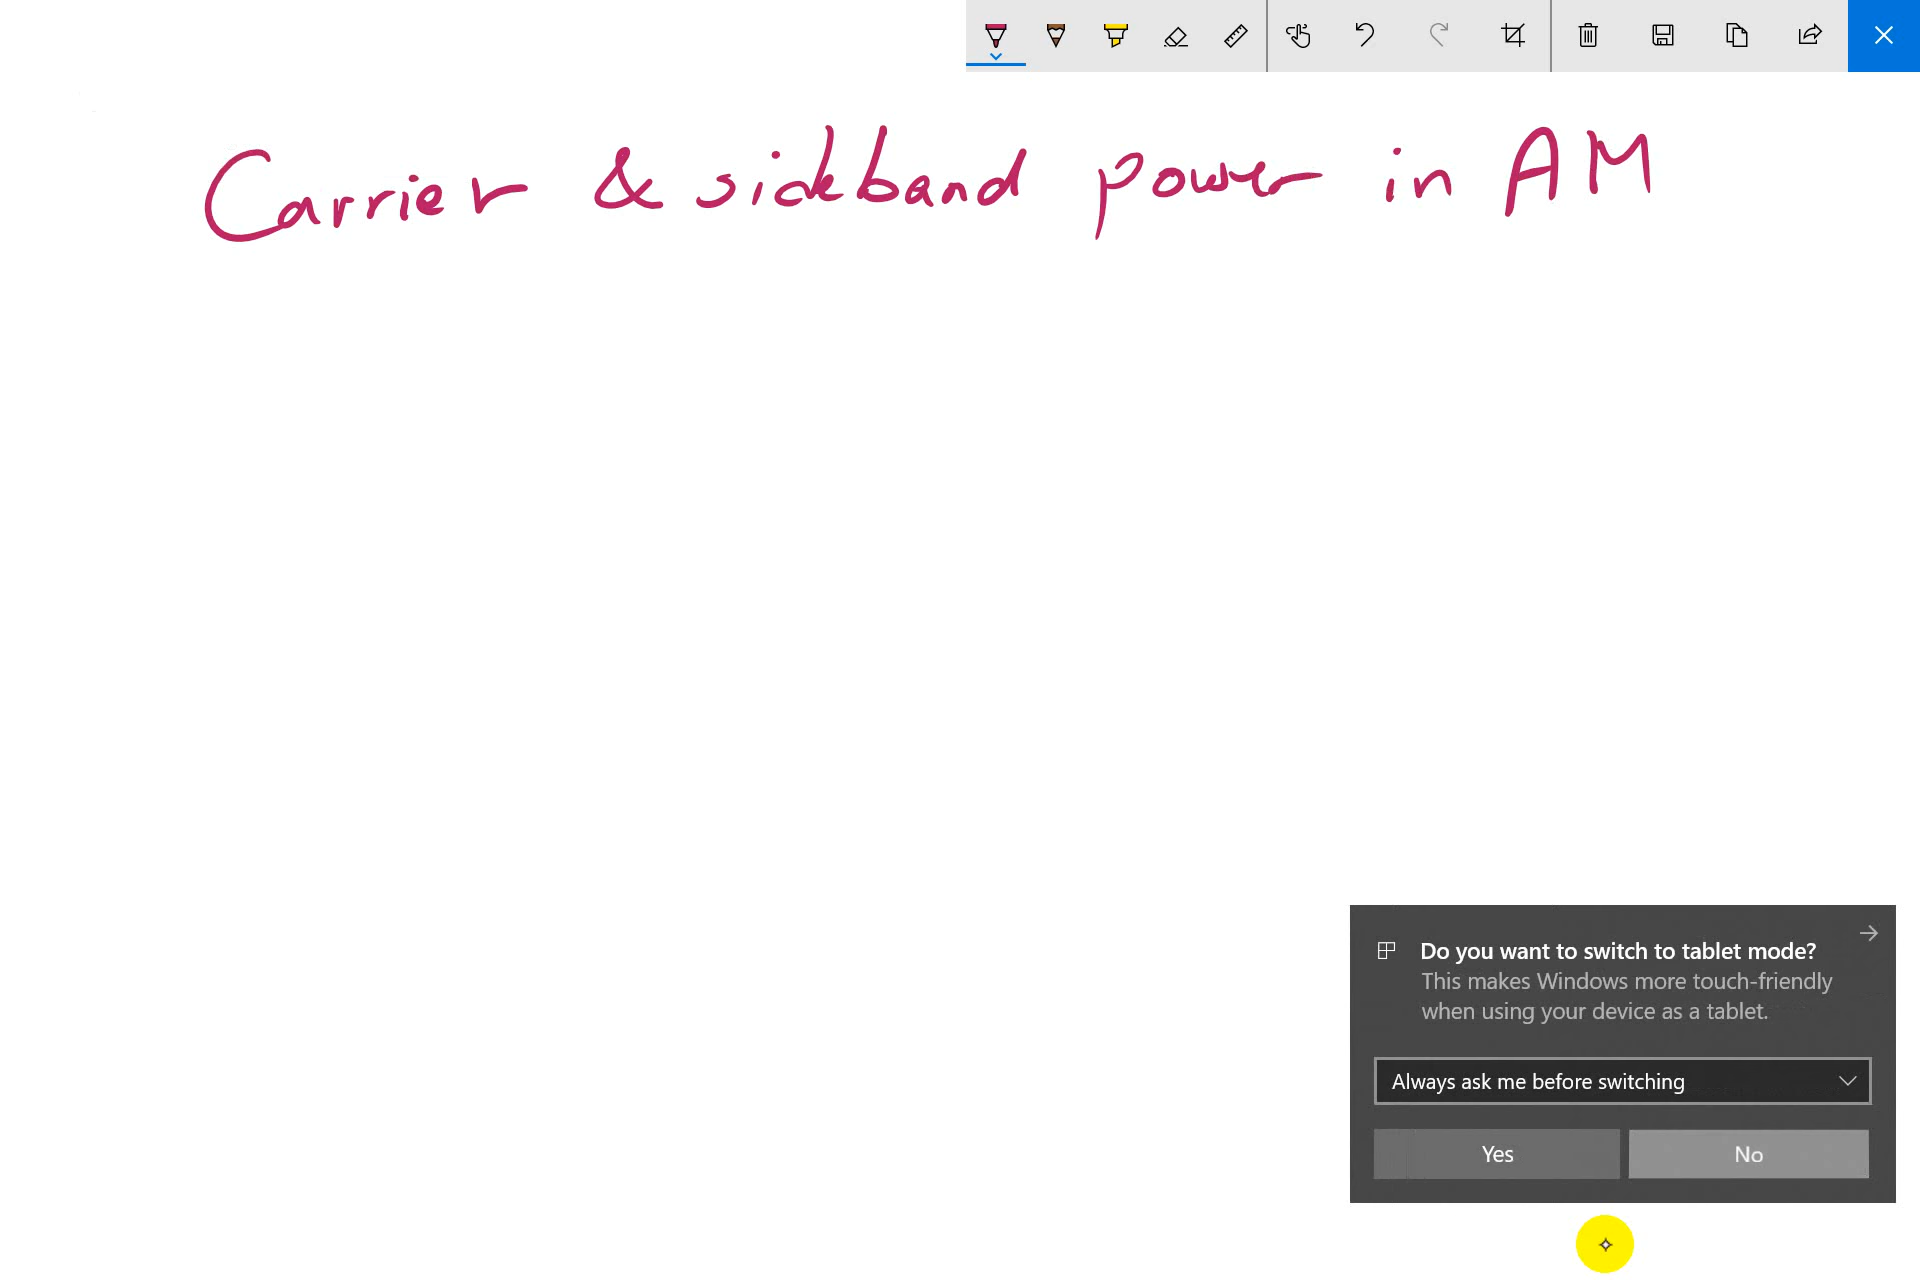 Carrier & sideband power in AM
Do you want to switch to tablet mode?
This makes Windows more touch-friendly
when using your device as a tablet.
Always ask me before switching
Yes No